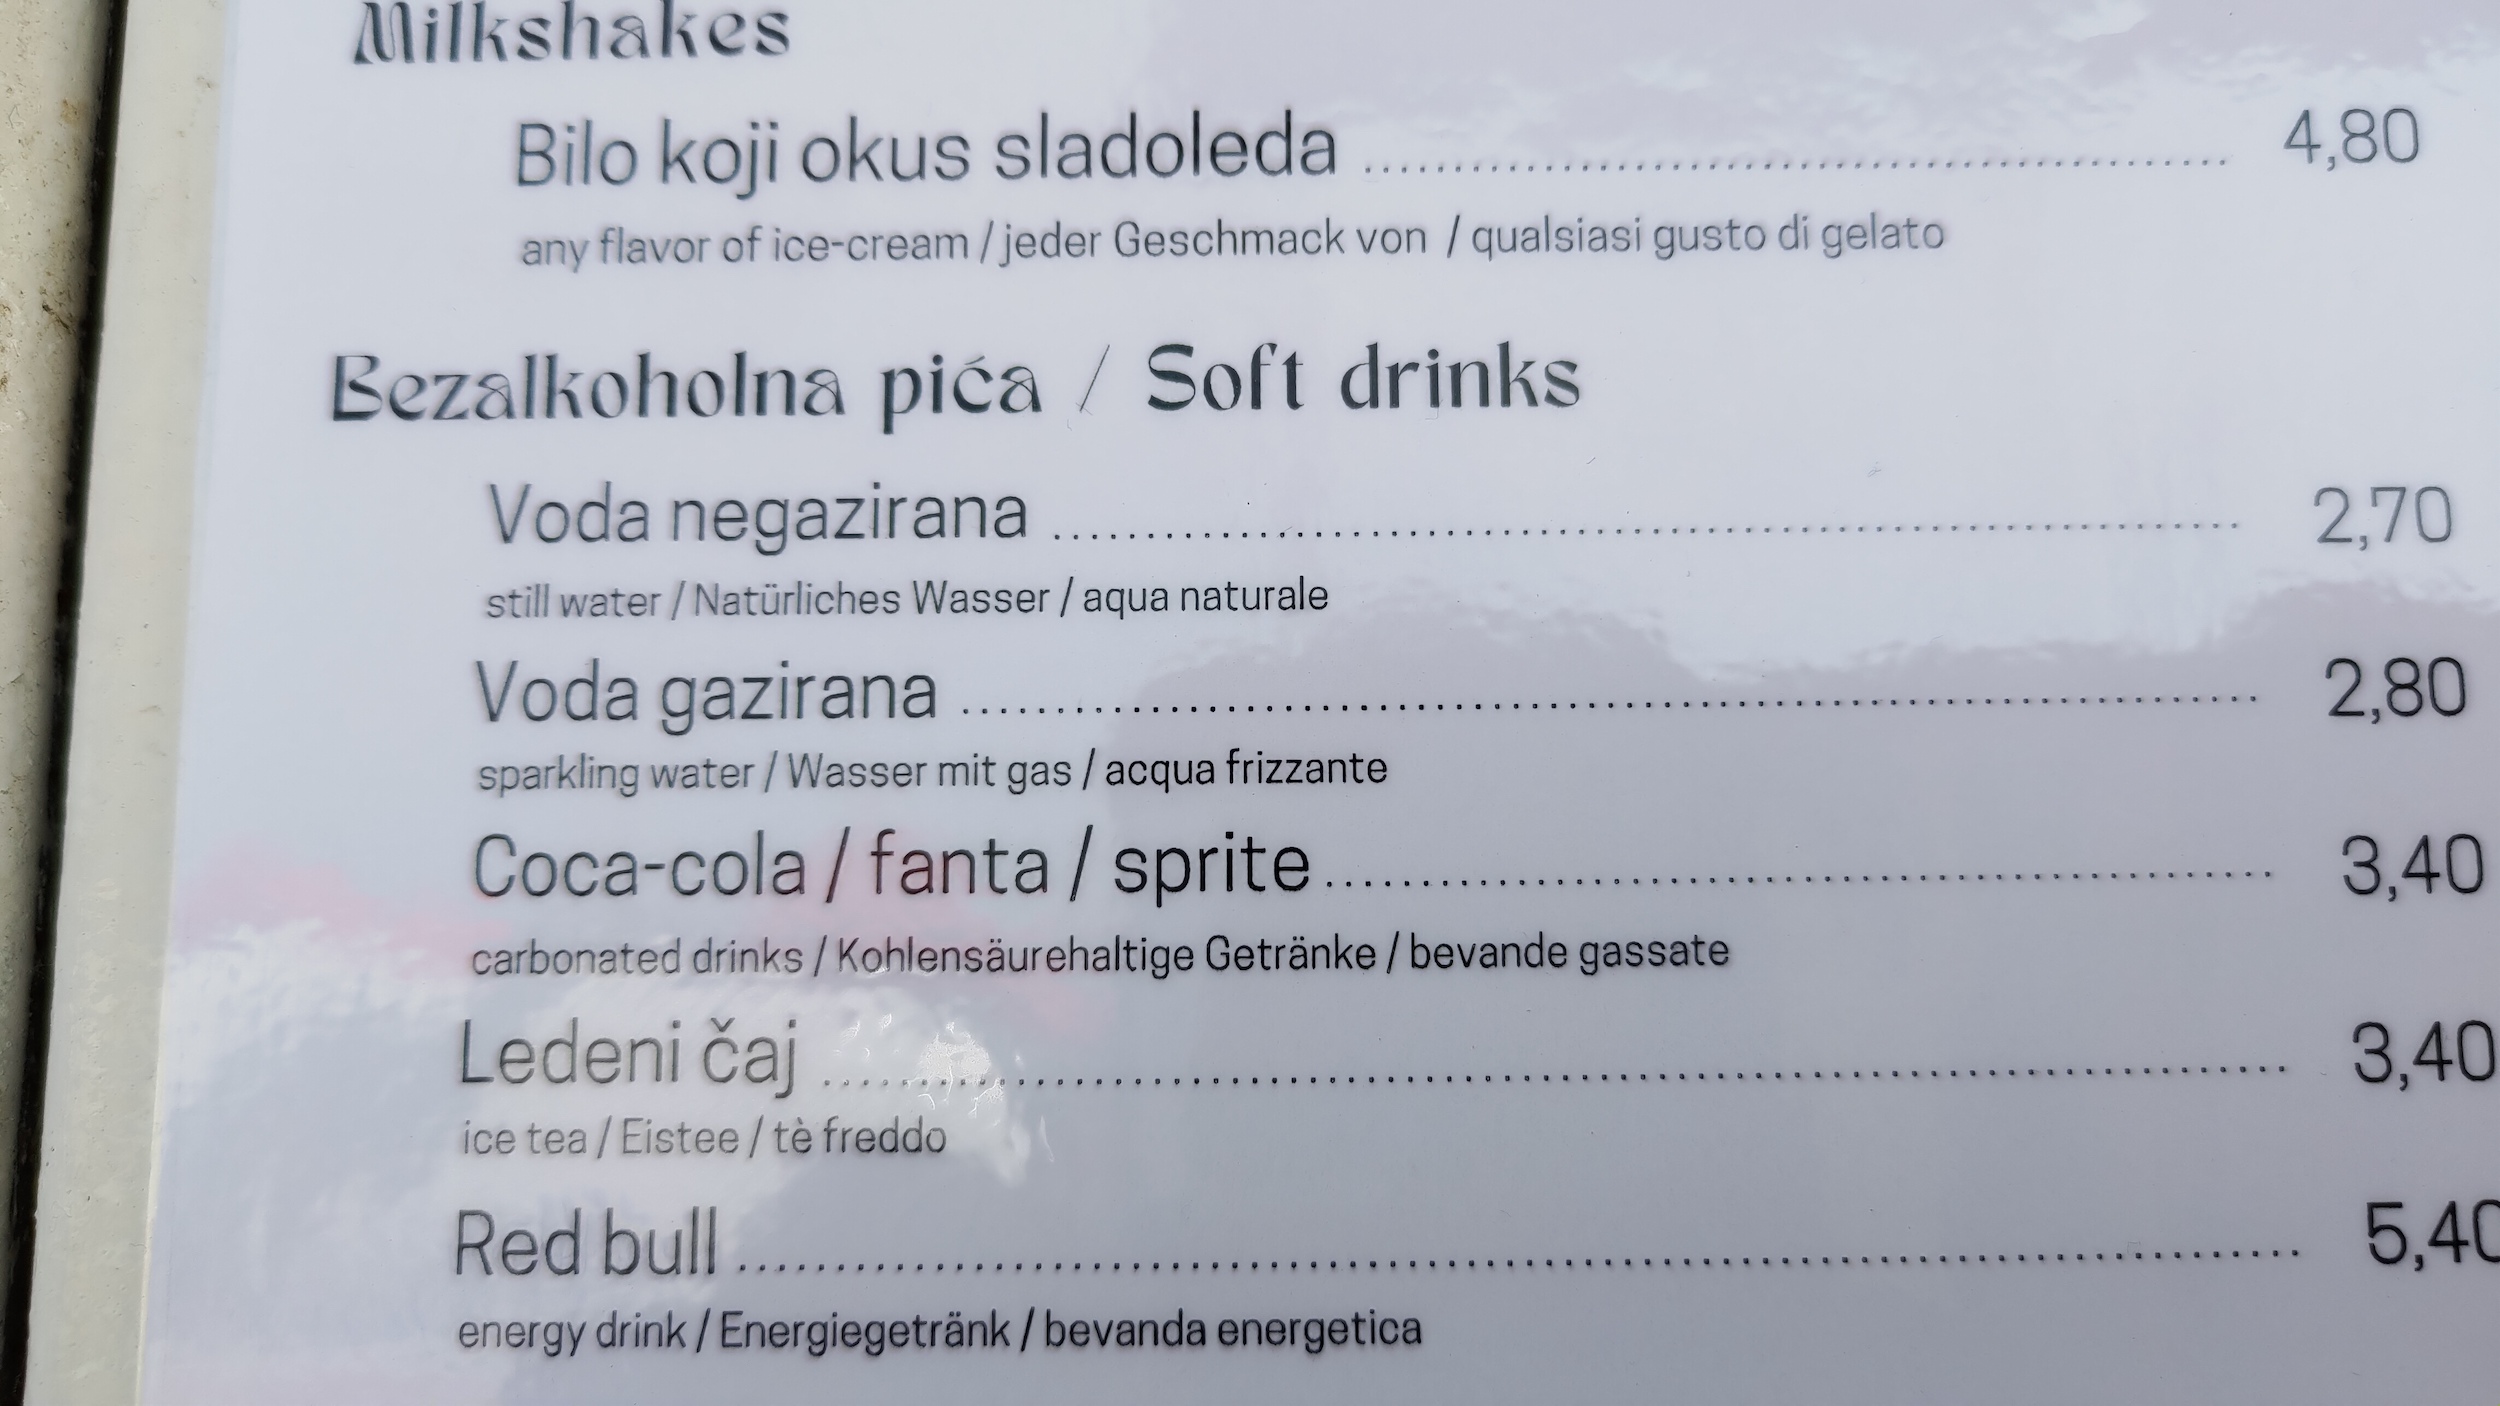 Milkshakes
Bilo koji okus sladoleda .......... 4,80
any flavor of ice-cream / jeder Geschmack von / qualsiasi gusto di gelato
Bezalkoholna pića / Soft drinks
Voda negazirana .......... 2,70
still water / Natürliches Wasser / aqua naturale
Voda gazirana .......... 2,80
sparkling water / Wasser mit gas / acqua frizzante
Coca-cola / fanta / sprite .......... 3,40
carbonated drinks / Kohlensäurehaltige Getränke / bevande gassate
Ledeni čaj .......... 3,40
ice tea / Eistee / tè freddo
Red bull .......... 5,40
energy drink / Energiegetränk / bevanda energetica